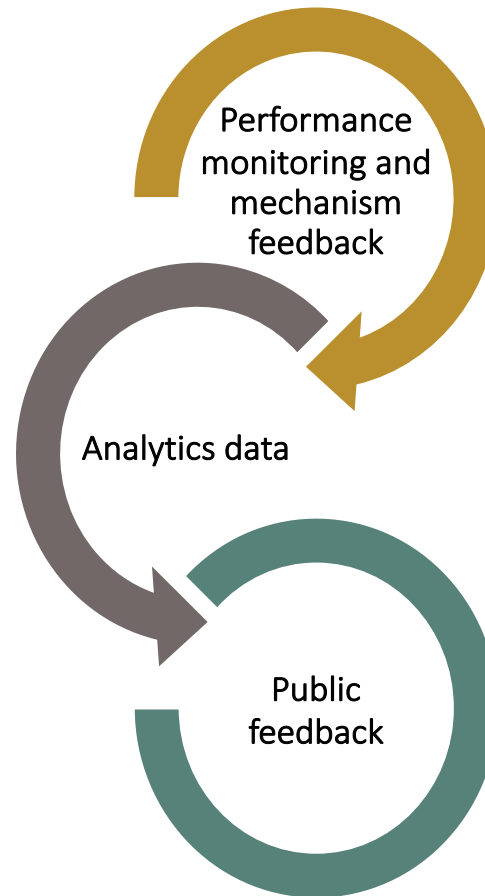 Performance
monitoring and
mechanism
feedback
Analytics data
Public
feedback